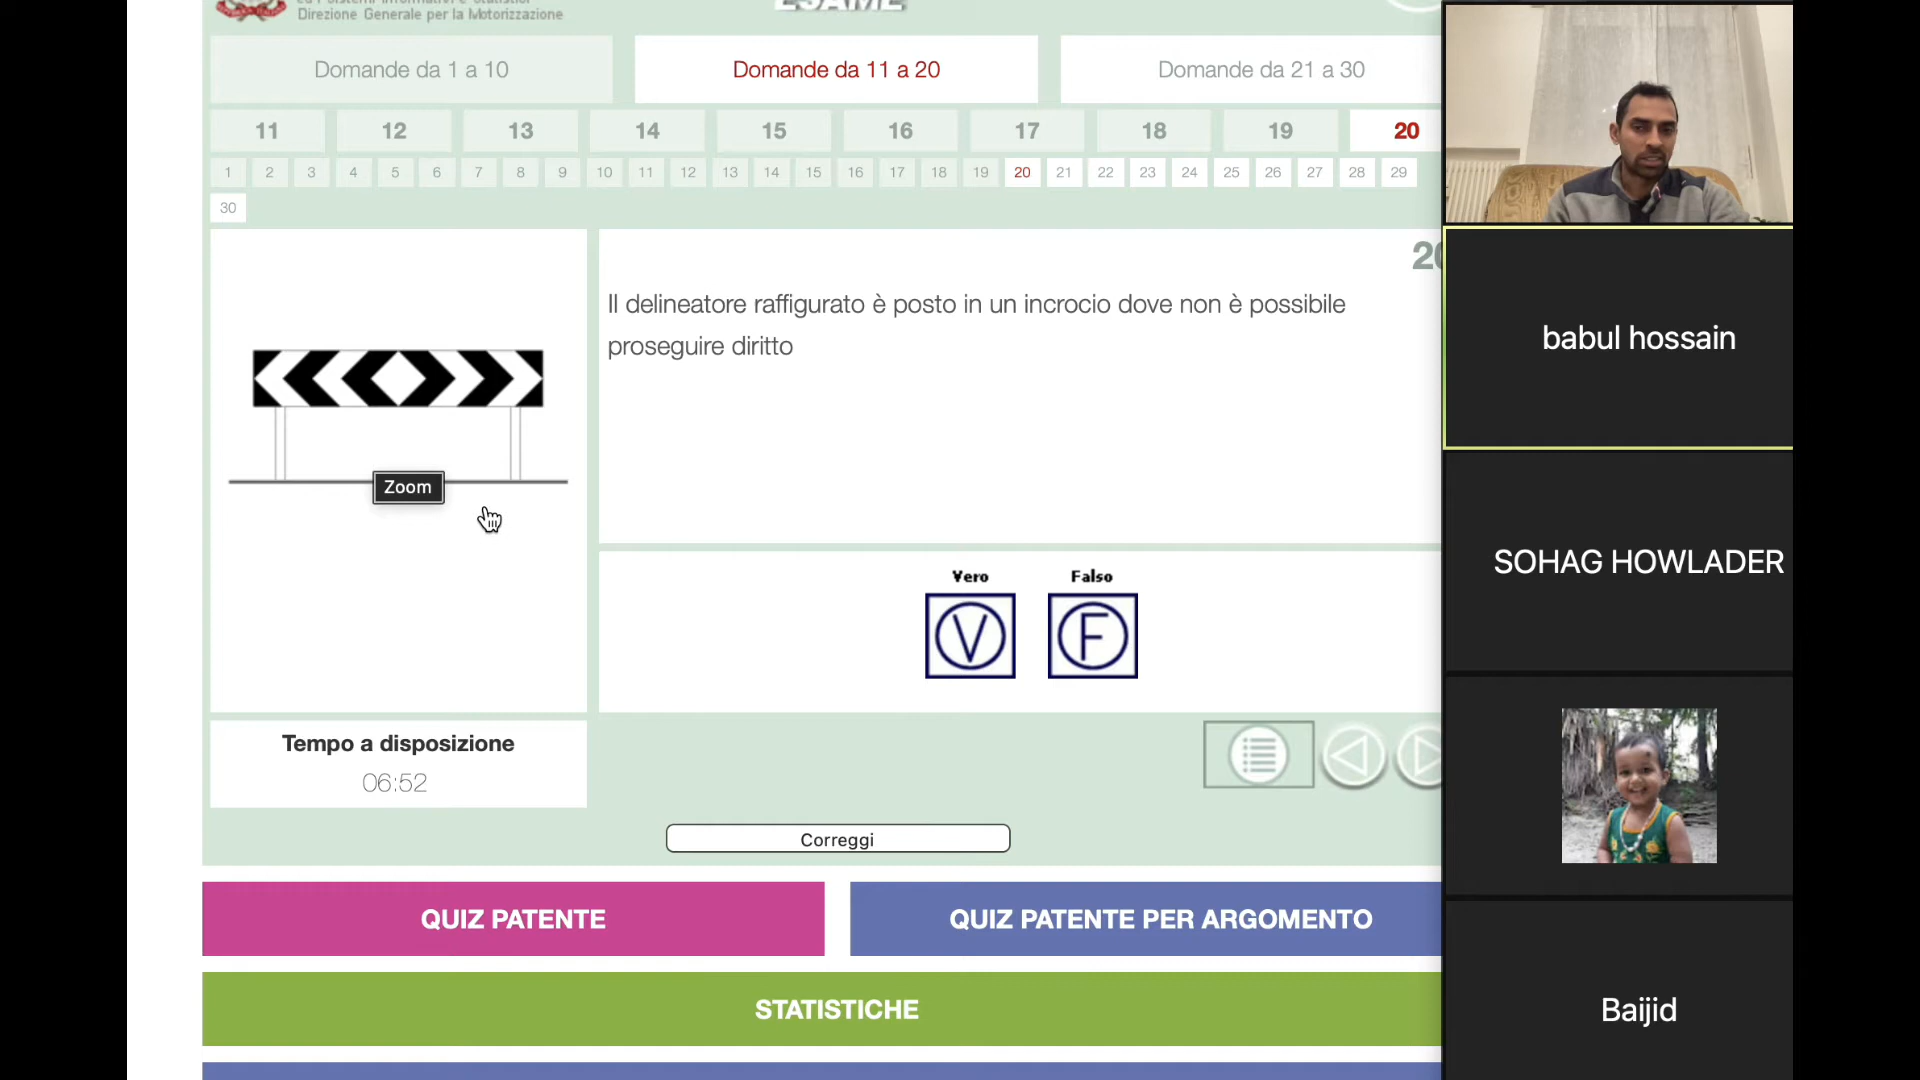 Direzione Generale per la Motorizzazione
ESAME
Domande da 1 a 10
Domande da 11 a 20
Domande da 21 a 30
11 12 13 14 15 16 17 18 19 20
1 2 3 4 5 6 7 8 9 10 11 12 13 14 15 16 17 18 19 20 21 22 23 24 25 26 27 28 29
30
20
Il delineatore raffigurato è posto in un incrocio dove non è possibile
proseguire diritto
Zoom
Vero
Falso
V
F
Tempo a disposizione
06:52
Correggi
QUIZ PATENTE
QUIZ PATENTE PER ARGOMENTO
STATISTICHE
babul hossain
SOHAG HOWLADER
Baijid